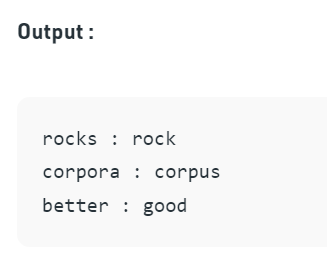 Output:
rocks : rock
corpora : corpus
better : good